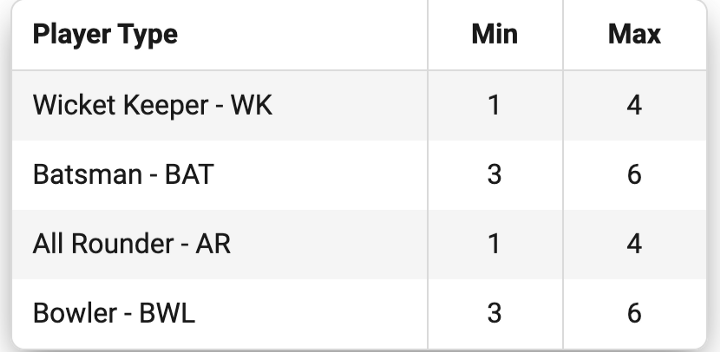 Player Type Min Max
Wicket Keeper - WK 1 4
Batsman - BAT 3 6
All Rounder - AR 1 4
Bowler - BWL 3 6